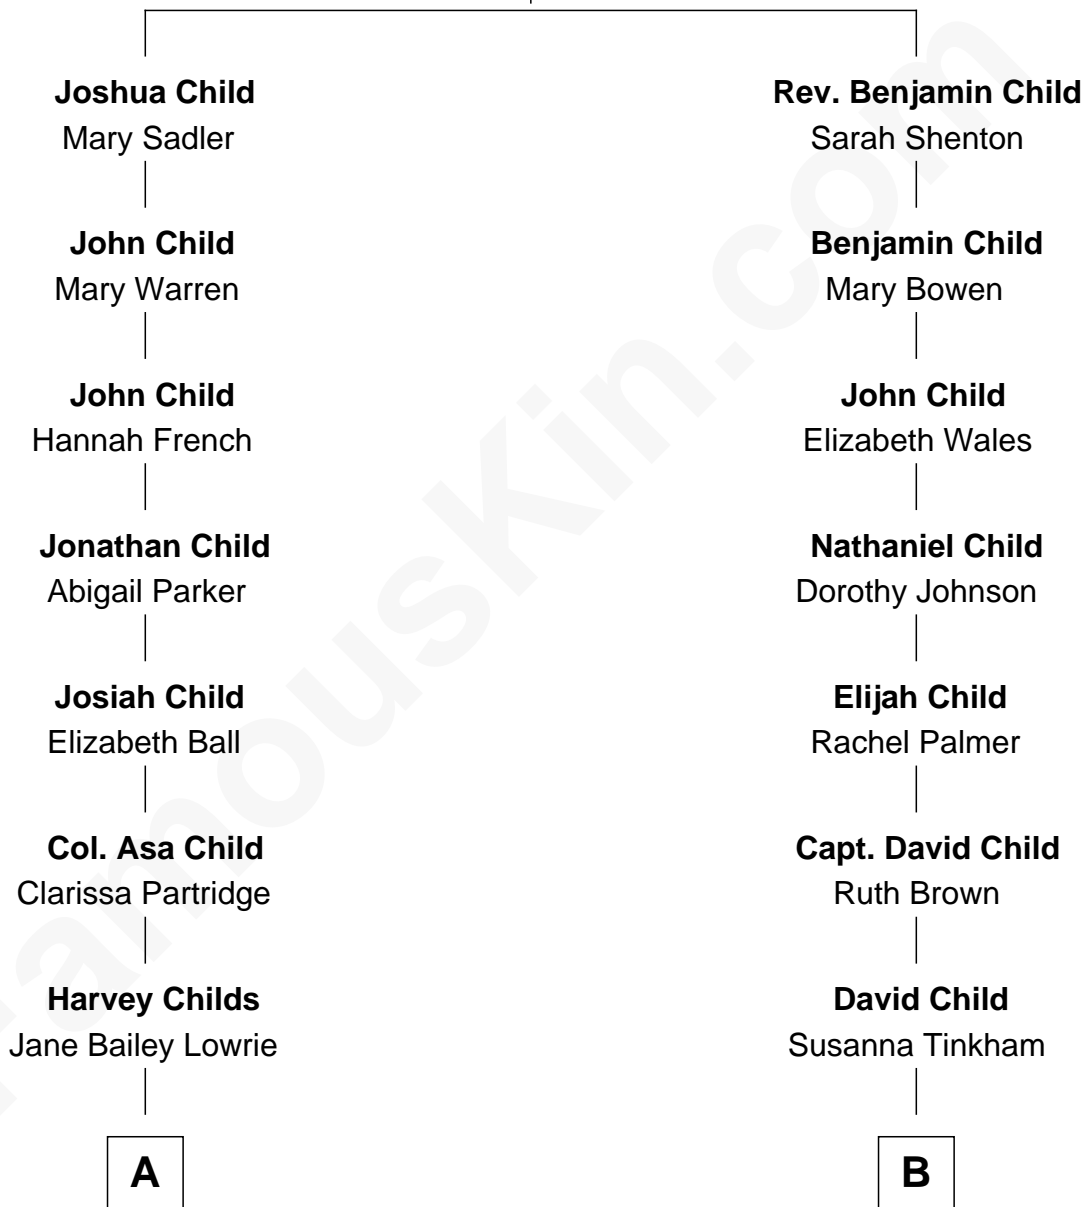 Joshua Child
Mary Sadler
Rev. Benjamin Child
Sarah Shenton
John Child
Mary Warren
Benjamin Child
Mary Bowen
John Child
Hannah French
John Child
Elizabeth Wales
Jonathan Child
Abigail Parker
Nathaniel Child
Dorothy Johnson
Josiah Child
Elizabeth Ball
Elijah Child
Rachel Palmer
Col. Asa Child
Clarissa Partridge
Capt. David Child
Ruth Brown
Harvey Childs
Jane Bailey Lowrie
David Child
Susanna Tinkham
A
B
FamousKin.com